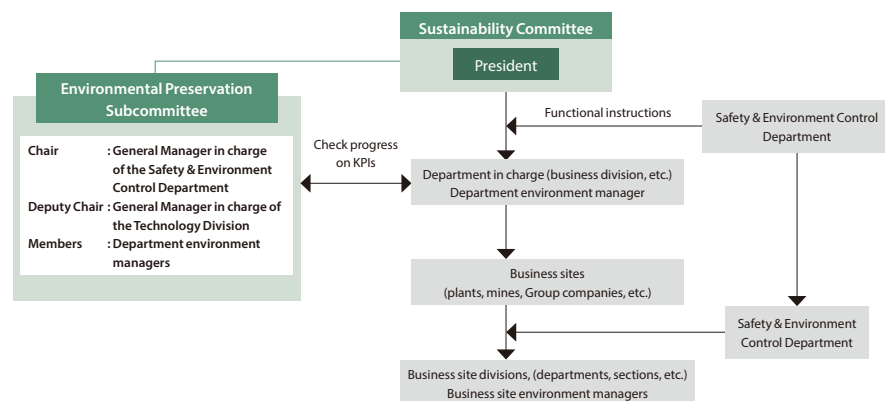 Sustainability Committee
President
Environmental Preservation
Subcommittee
Chair : General Manager in charge
of the Safety & Environment
Control Department
Deputy Chair : General Manager in charge of
the Technology Division
Members : Department environment
managers
Check progress
on KPIs
Functional instructions
Safety & Environment Control
Department
Department in charge (business division, etc.)
Department environment manager
Business sites
(plants, mines, Group companies, etc.)
Safety & Environment
Control Department
Business site divisions, (departments, sections, etc.)
Business site environment managers